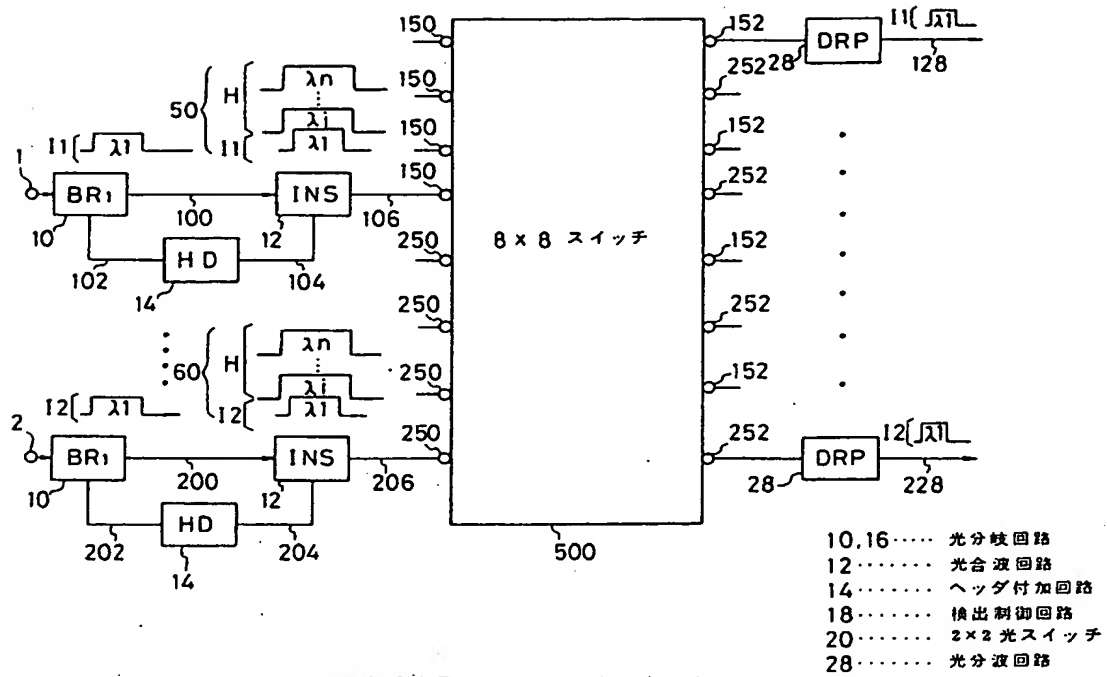 150
152
DRP
28
I1{ λ1
128
50 { H { λn
λi
I1{ λ1
150
252
I1[ λ1
150
152
1
BR1
10
100
INS
12
106
150
252
102
HD
14
104
8×8 スイッチ
250
152
60 { H { λn
λi
I2{ λ1
250
252
I2[ λ1
250
152
2
BR1
10
200
INS
12
206
250
252
DRP
28
I2{ λ1
228
202
HD
14
204
500
10,16‥‥‥ 光分岐回路
12‥‥‥‥ 光合波回路
14‥‥‥‥ ヘッダ付加回路
18‥‥‥‥ 検出制御回路
20‥‥‥‥ 2×2光スイッチ
28‥‥‥‥ 光分波回路